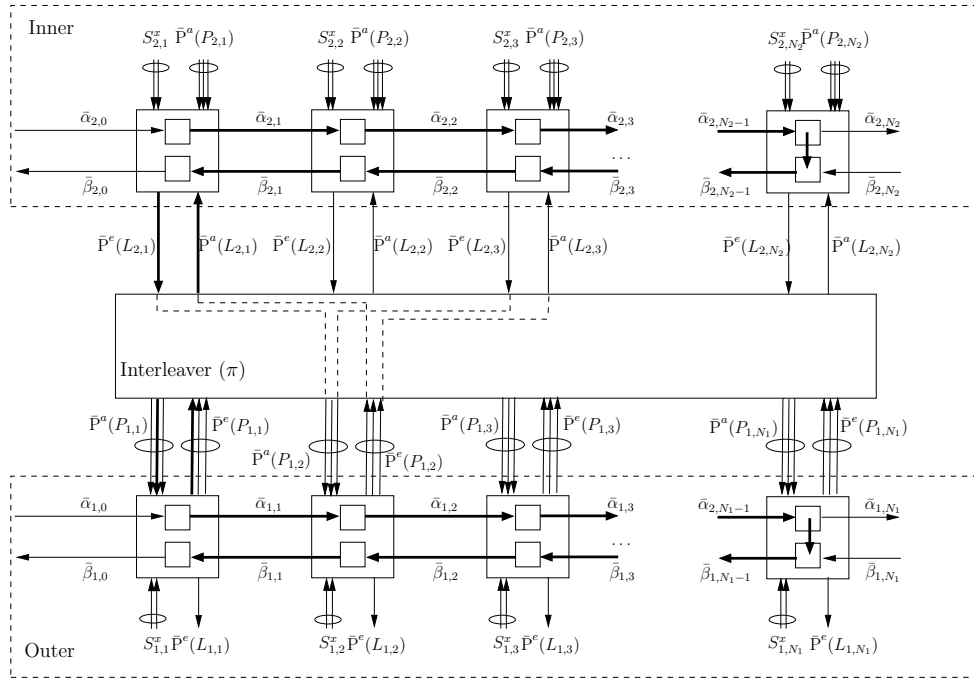 Inner
S^x_{2,1} P̄^a(P_{2,1}) S^x_{2,2} P̄^a(P_{2,2}) S^x_{2,3} P̄^a(P_{2,3}) S^x_{2,N_2} P̄^a(P_{2,N_2})
ᾱ_{2,0} ᾱ_{2,1} ᾱ_{2,2} ᾱ_{2,3} ᾱ_{2,N_2−1} ᾱ_{2,N_2}
...
β̄_{2,0} β̄_{2,1} β̄_{2,2} β̄_{2,3} β̄_{2,N_2−1} β̄_{2,N_2}
P̄^e(L_{2,1}) P̄^a(L_{2,1}) P̄^e(L_{2,2}) P̄^a(L_{2,2}) P̄^e(L_{2,3}) P̄^a(L_{2,3}) P̄^e(L_{2,N_2}) P̄^a(L_{2,N_2})
Interleaver (π)
P̄^a(P_{1,1}) P̄^e(P_{1,1}) P̄^a(P_{1,2}) P̄^e(P_{1,2}) P̄^a(P_{1,3}) P̄^e(P_{1,3}) P̄^a(P_{1,N_1}) P̄^e(P_{1,N_1})
ᾱ_{1,0} ᾱ_{1,1} ᾱ_{1,2} ᾱ_{1,3} ᾱ_{2,N_1−1} ᾱ_{1,N_1}
...
β̄_{1,0} β̄_{1,1} β̄_{1,2} β̄_{1,3} β̄_{1,N_1−1} β̄_{1,N_1}
S^x_{1,1} P̄^e(L_{1,1}) S^x_{1,2} P̄^e(L_{1,2}) S^x_{1,3} P̄^e(L_{1,3}) S^x_{1,N_1} P̄^e(L_{1,N_1})
Outer